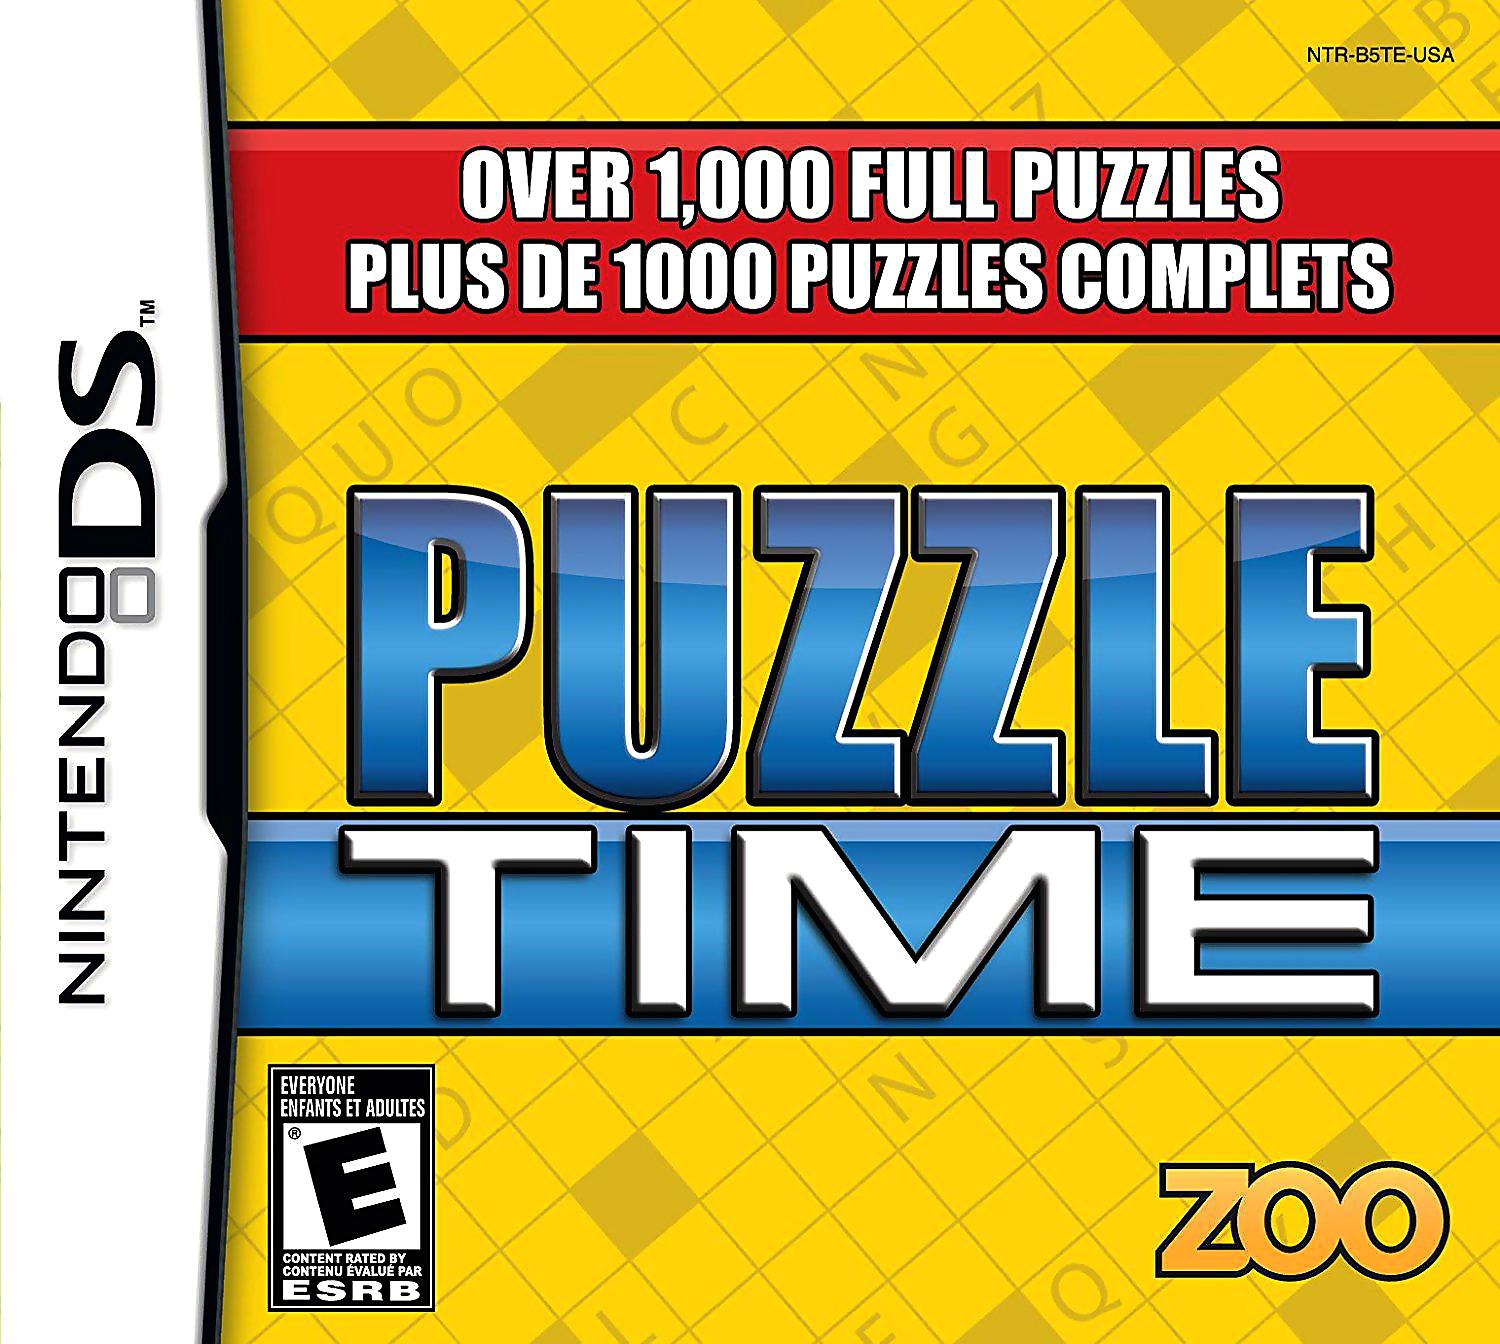 NTR-B5TE-USA
OVER 1,000 FULL PUZZLES
PLUS DE 1000 PUZZLES COMPLETS
NINTENDO DS™
PUZZLE
TIME
EVERYONE
ENFANTS ET ADULTES
®
E
CONTENT RATED BY
CONTENU ÉVALUÉ PAR
ESRB
ZOO
Z
B
E
Q U O
C
N
G
T H
D
N
S
Q